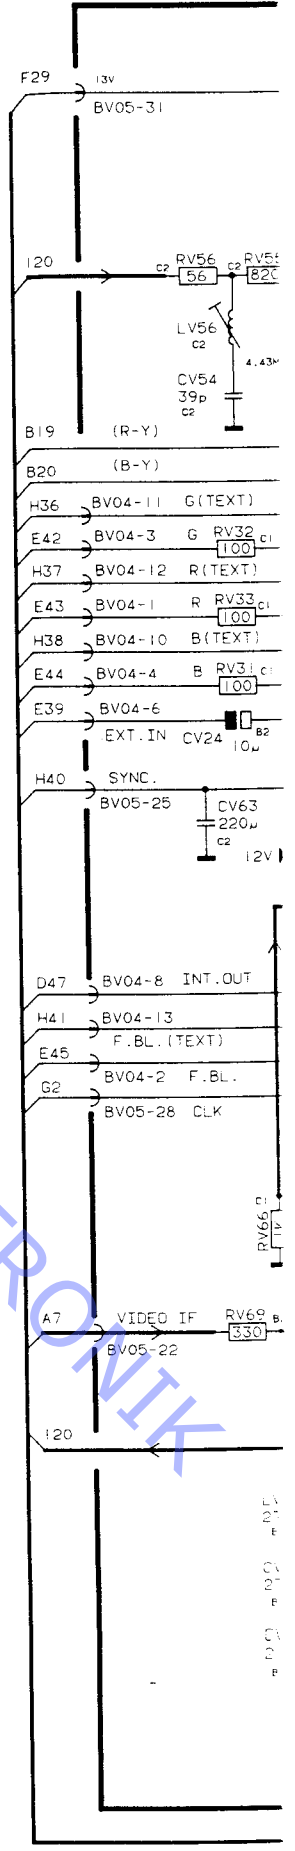 F29 13V
BV05-31
I20 C2 RV56 C2
56
LV56
C2
CV54
39p
C2
B19 (R-Y)
B20 (B-Y)
H36 BV04-11 G(TEXT)
E42 BV04-3 G RV32 C1
100
H37 BV04-12 R(TEXT)
E43 BV04-1 R RV33 C1
100
H38 BV04-10 B(TEXT)
E44 BV04-4 B RV31 C1
100
E39 BV04-6
EXT.IN CV24 10µ B2
H40 SYNC.
BV05-25 CV63
220µ
C2
12V
D47 BV04-8 INT.OUT
H41 BV04-13
F.BL.(TEXT)
E45 BV04-2 F.BL.
G2 BV05-28 CLK
RV66
A7 VIDEO IF RV69
330
BV05-22
I20
TRONIK